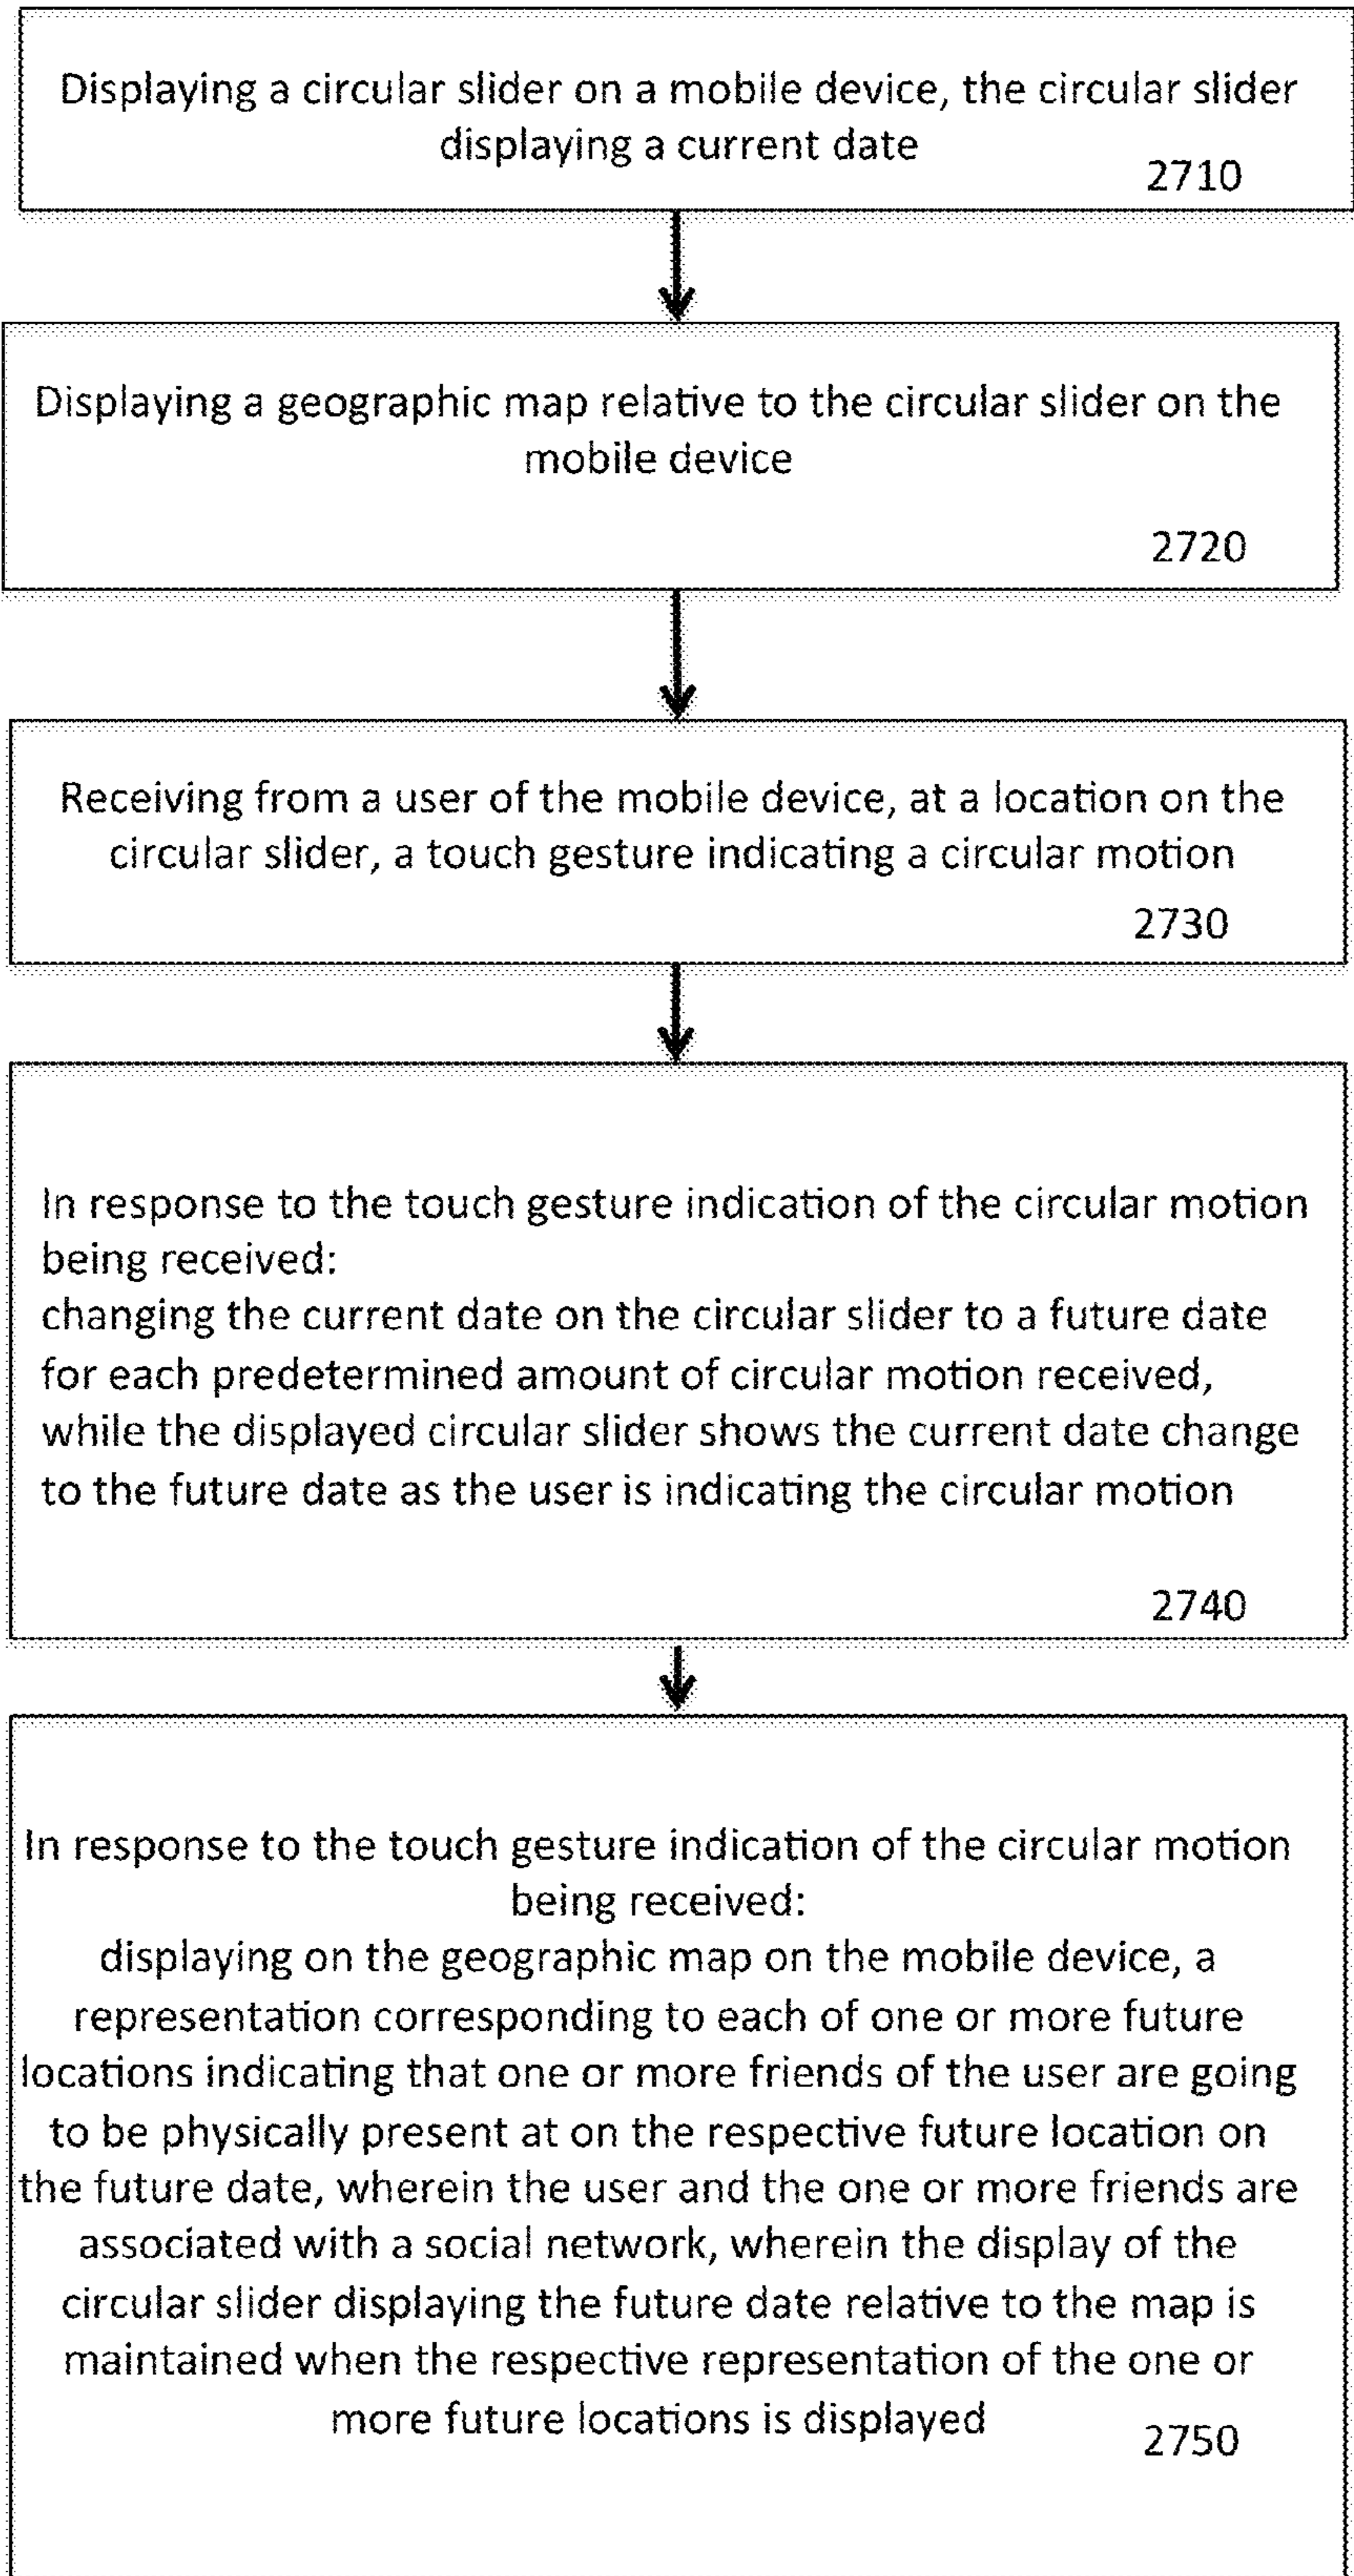 Displaying a circular slider on a mobile device, the circular slider
displaying a current date
2710
Displaying a geographic map relative to the circular slider on the
mobile device
2720
Receiving from a user of the mobile device, at a location on the
circular slider, a touch gesture indicating a circular motion
2730
In response to the touch gesture indication of the circular motion
being received:
changing the current date on the circular slider to a future date
for each predetermined amount of circular motion received,
while the displayed circular slider shows the current date change
to the future date as the user is indicating the circular motion
2740
In response to the touch gesture indication of the circular motion
being received:
displaying on the geographic map on the mobile device, a
representation corresponding to each of one or more future
locations indicating that one or more friends of the user are going
to be physically present at on the respective future location on
the future date, wherein the user and the one or more friends are
associated with a social network, wherein the display of the
circular slider displaying the future date relative to the map is
maintained when the respective representation of the one or
more future locations is displayed
2750